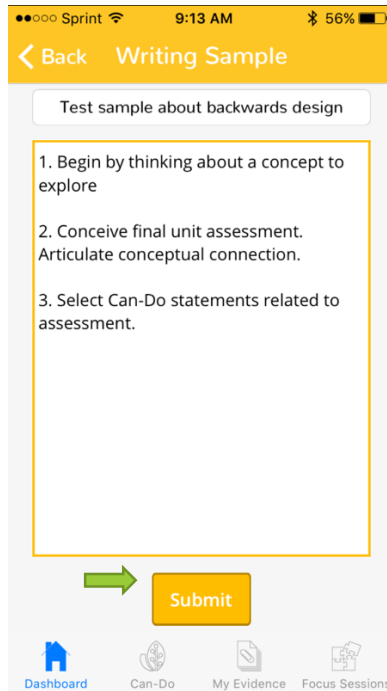 Sprint 9:13 AM 56%
Back Writing Sample
Test sample about backwards design
1. Begin by thinking about a concept to
explore
2. Conceive final unit assessment.
Articulate conceptual connection.
3. Select Can-Do statements related to
assessment.
Submit
Dashboard Can-Do My Evidence Focus Sessions